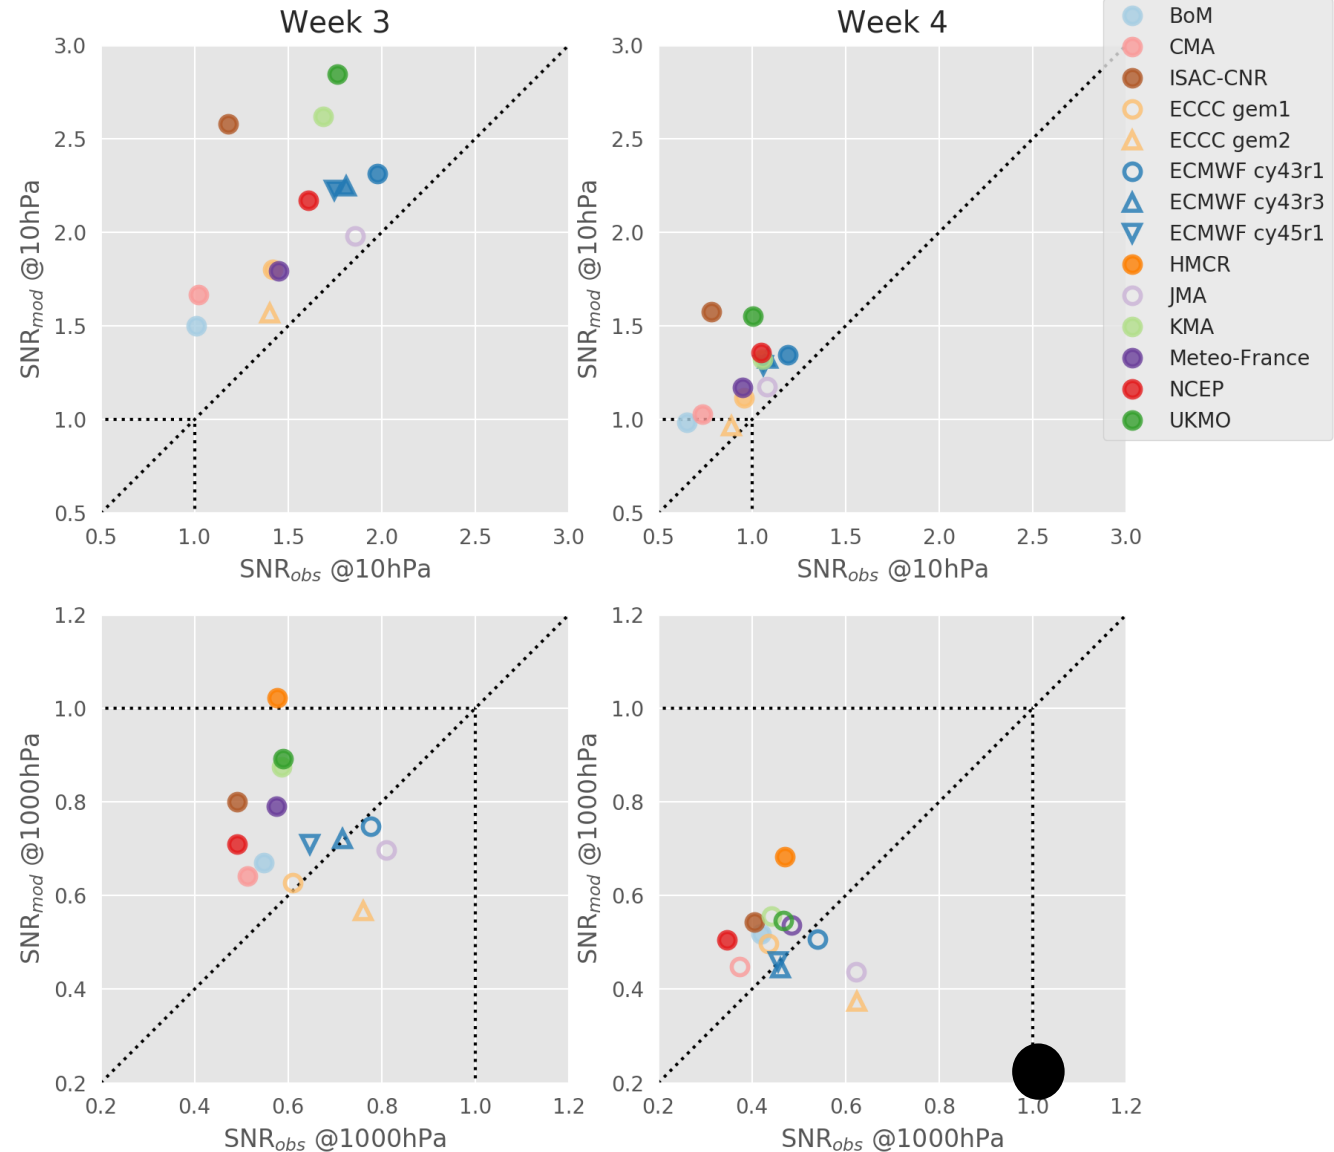 Week 3
Week 4
3.0
2.5
2.0
1.5
1.0
0.5
SNRmod @10hPa
0.5 1.0 1.5 2.0 2.5 3.0
SNRobs @10hPa
3.0
2.5
2.0
1.5
1.0
0.5
SNRmod @10hPa
0.5 1.0 1.5 2.0 2.5 3.0
SNRobs @10hPa
BoM
CMA
ISAC-CNR
ECCC gem1
ECCC gem2
ECMWF cy43r1
ECMWF cy43r3
ECMWF cy45r1
HMCR
JMA
KMA
Meteo-France
NCEP
UKMO
1.2
1.0
0.8
0.6
0.4
0.2
SNRmod @1000hPa
0.2 0.4 0.6 0.8 1.0 1.2
SNRobs @1000hPa
1.2
1.0
0.8
0.6
0.4
0.2
SNRmod @1000hPa
0.2 0.4 0.6 0.8 1.0 1.2
SNRobs @1000hPa